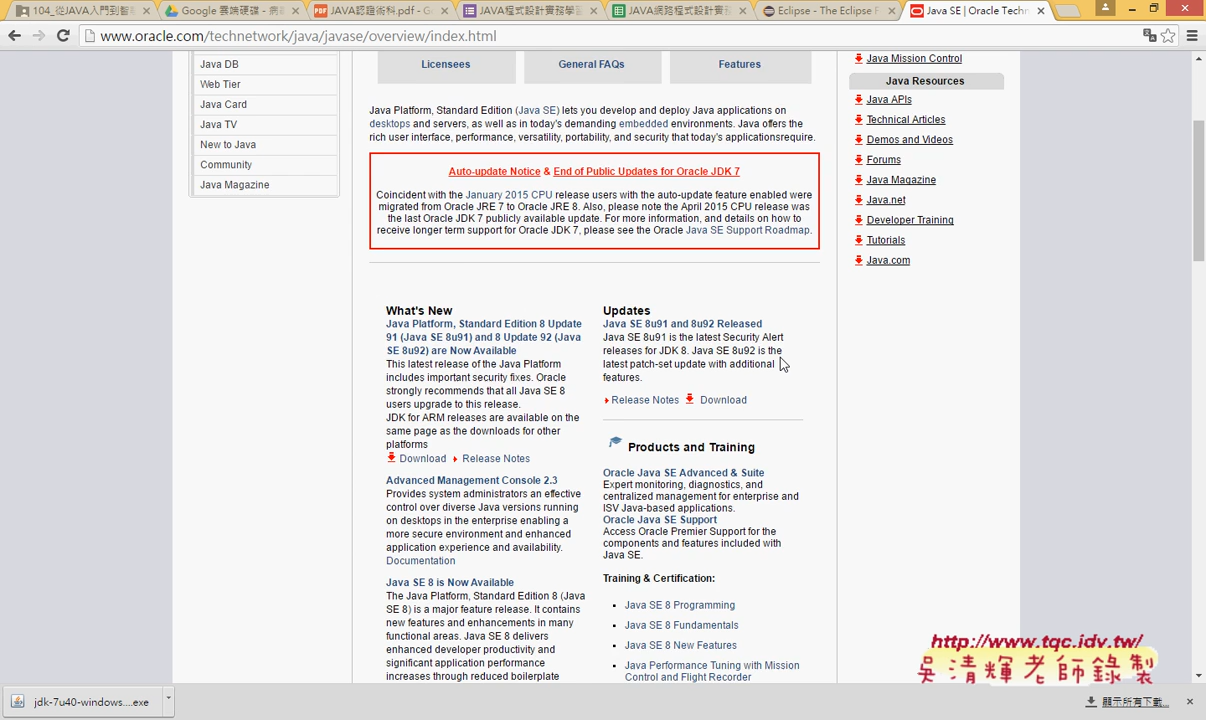 104_從JAVA入門到智
Google 雲端硬碟 -
JAVA認證術科.pdf - G
JAVA程式設計實務學
JAVA網路程式設計實
Eclipse - The Eclipse F
Java SE | Oracle Techn
www.oracle.com/technetwork/java/javase/overview/index.html
Java DB
Web Tier
Java Card
Java TV
New to Java
Community
Java Magazine
Licensees
General FAQs
Features
Java Platform, Standard Edition (Java SE) lets you develop and deploy Java applications on
desktops and servers, as well as in today's demanding embedded environments. Java offers the
rich user interface, performance, versatility, portability, and security that today's applicationsrequire.
Auto-update Notice & End of Public Updates for Oracle JDK 7
Coincident with the January 2015 CPU release users with the auto-update feature enabled were
migrated from Oracle JRE 7 to Oracle JRE 8. Also, please note the April 2015 CPU release was
the last Oracle JDK 7 publicly available update. For more information, and details on how to
receive longer term support for Oracle JDK 7, please see the Oracle Java SE Support Roadmap.
What's New
Java Platform, Standard Edition 8 Update
91 (Java SE 8u91) and 8 Update 92 (Java
SE 8u92) are Now Available
This latest release of the Java Platform
includes important security fixes. Oracle
strongly recommends that all Java SE 8
users upgrade to this release.
JDK for ARM releases are available on the
same page as the downloads for other
platforms
Download Release Notes
Advanced Management Console 2.3
Provides system administrators an effective
control over diverse Java versions running
on desktops in the enterprise enabling a
more secure environment and enhanced
application experience and availability.
Documentation
Java SE 8 is Now Available
The Java Platform, Standard Edition 8 (Java
SE 8) is a major feature release. It contains
new features and enhancements in many
functional areas. Java SE 8 delivers
enhanced developer productivity and
significant application performance
increases through reduced boilerplate
Updates
Java SE 8u91 and 8u92 Released
Java SE 8u91 is the latest Security Alert
releases for JDK 8. Java SE 8u92 is the
latest patch-set update with additional
features.
Release Notes Download
Products and Training
Oracle Java SE Advanced & Suite
Expert monitoring, diagnostics, and
centralized management for enterprise and
ISV Java-based applications.
Oracle Java SE Support
Access Oracle Premier Support for the
components and features included with
Java SE.
Training & Certification:
Java SE 8 Programming
Java SE 8 Fundamentals
Java SE 8 New Features
Java Performance Tuning with Mission
Control and Flight Recorder
Java Mission Control
Java Resources
Java APIs
Technical Articles
Demos and Videos
Forums
Java Magazine
Java.net
Developer Training
Tutorials
Java.com
http://www.tqc.idv.tw/
吳清輝老師錄製
jdk-7u40-windows....exe
顯示所有下載...